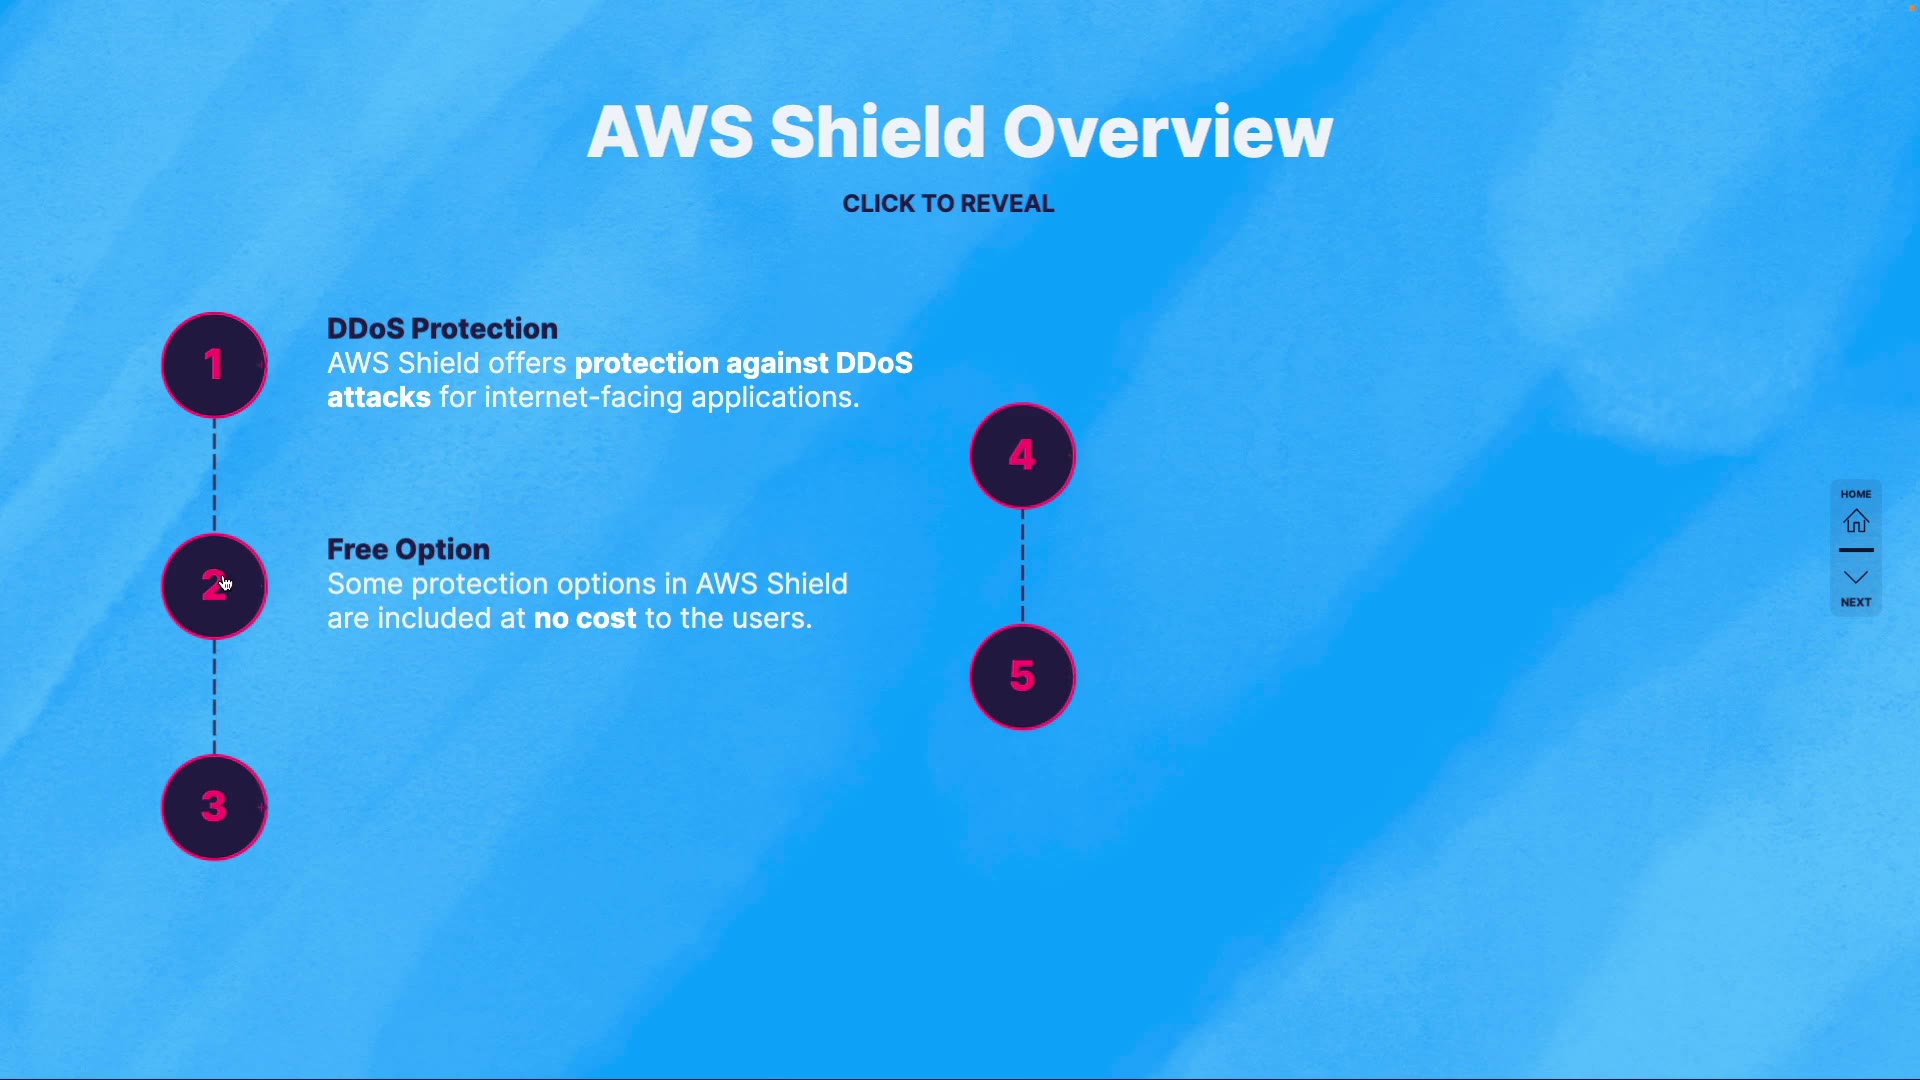 AWS Shield Overview
CLICK TO REVEAL
1
DDoS Protection
AWS Shield offers protection against DDoS
attacks for internet-facing applications.
2
Free Option
Some protection options in AWS Shield
are included at no cost to the users.
3
4
5
HOME
NEXT